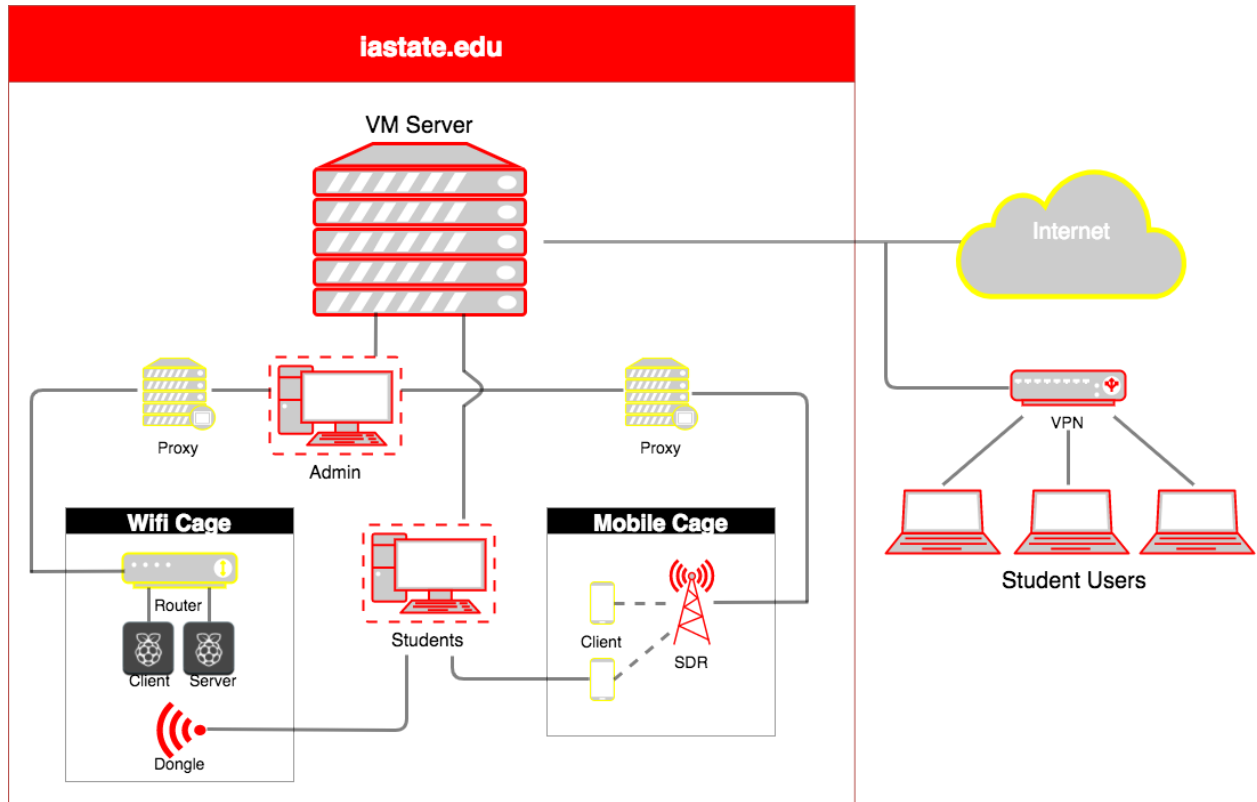 iastate.edu
VM Server
Internet
Proxy
Admin
Proxy
VPN
Wifi Cage
Mobile Cage
Router
Client
Server
Dongle
Students
Client
SDR
Student Users